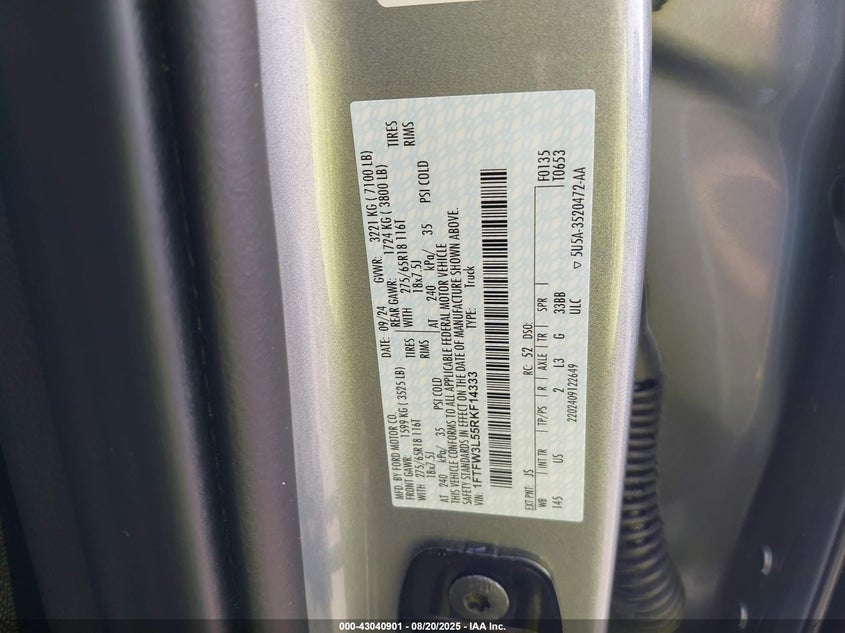 MFD. BY FORD MOTOR CO.
DATE: 09/24 GVWR: 3221 KG ( 7100 LB)
FRONT GAWR: 1599 KG ( 3525 LB) REAR GAWR: 1724 KG ( 3800 LB)
WITH 275/65R18 116T TIRES WITH 275/65R18 116T TIRES
18x7.5J RIMS 18x7.5J RIMS
AT 240 kPa/ 35 PSI COLD AT 240 kPa/ 35 PSI COLD
THIS VEHICLE CONFORMS TO ALL APPLICABLE FEDERAL MOTOR VEHICLE
SAFETY STANDARDS IN EFFECT ON THE DATE OF MANUFACTURE SHOWN ABOVE.
VIN: 1FTFW3L55RKF14333 TYPE: Truck
F0135
T0653
EXT PNT: JS RC: 52 DSO:
WB INT TR TP/PS R AXLE TR SPR
145 US 2 L3 G 33BB
2202409122649 ULC
▽ 5U5A-3520472-AA
000-43040901 - 08/20/2025 - IAA Inc.